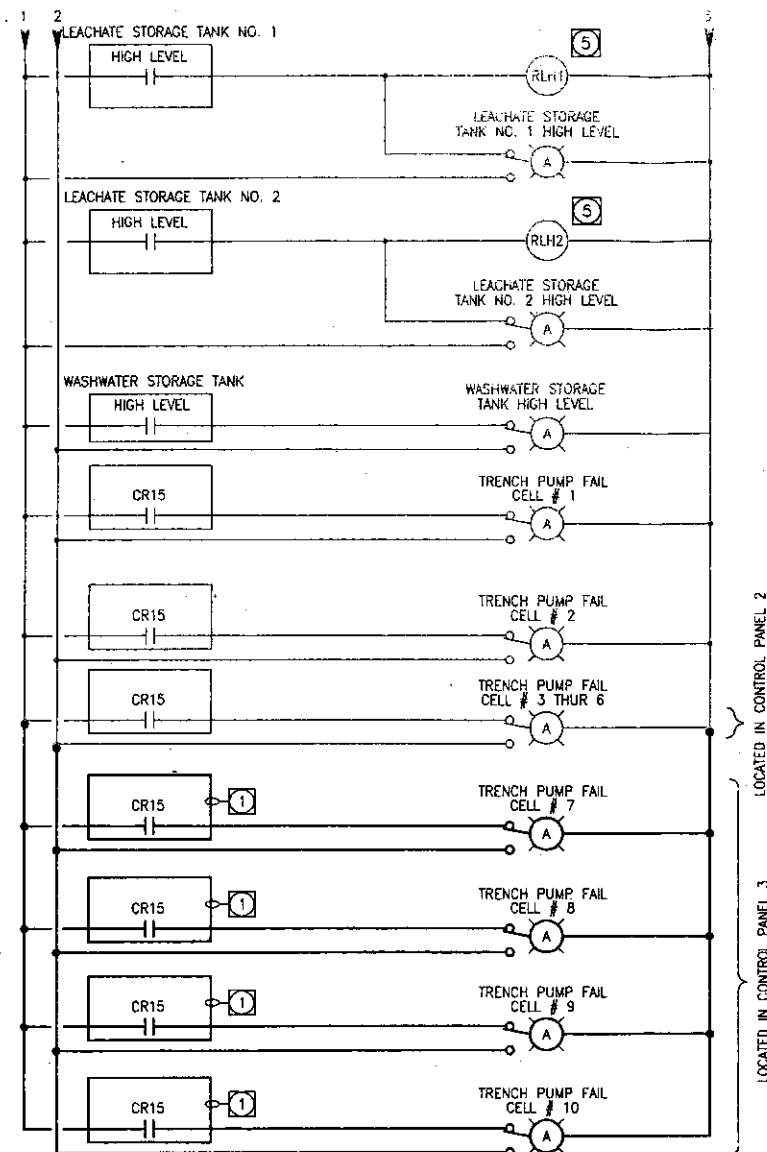 1 2
LEACHATE STORAGE TANK NO. 1
HIGH LEVEL
5
RLH1
LEACHATE STORAGE
TANK NO. 1 HIGH LEVEL
A
LEACHATE STORAGE TANK NO. 2
HIGH LEVEL
5
RLH2
LEACHATE STORAGE
TANK NO. 2 HIGH LEVEL
A
WASHWATER STORAGE TANK
HIGH LEVEL
WASHWATER STORAGE
TANK HIGH LEVEL
A
CR15
TRENCH PUMP FAIL
CELL # 1
A
CR15
TRENCH PUMP FAIL
CELL # 2
A
CR15
TRENCH PUMP FAIL
CELL # 3 THUR 6
A
LOCATED IN CONTROL PANEL 2
CR15
1
TRENCH PUMP FAIL
CELL # 7
A
CR15
1
TRENCH PUMP FAIL
CELL # 8
A
CR15
1
TRENCH PUMP FAIL
CELL # 9
A
LOCATED IN CONTROL PANEL 3
CR15
1
TRENCH PUMP FAIL
CELL # 10
A